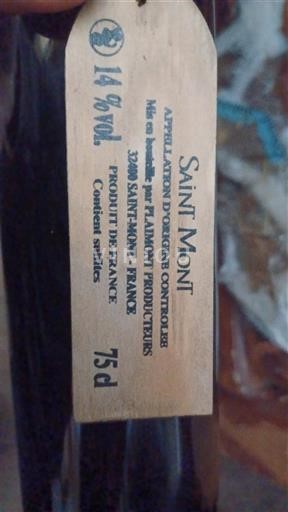 SAINT MONT
APPELLATION D'ORIGINE CONTROLEE
Mis en bouteille par PLAIMONT PRODUCTEURS
32400 SAINT-MONT - FRANCE
PRODUIT DE FRANCE
Contient sulfites
14 %vol.
75 cl